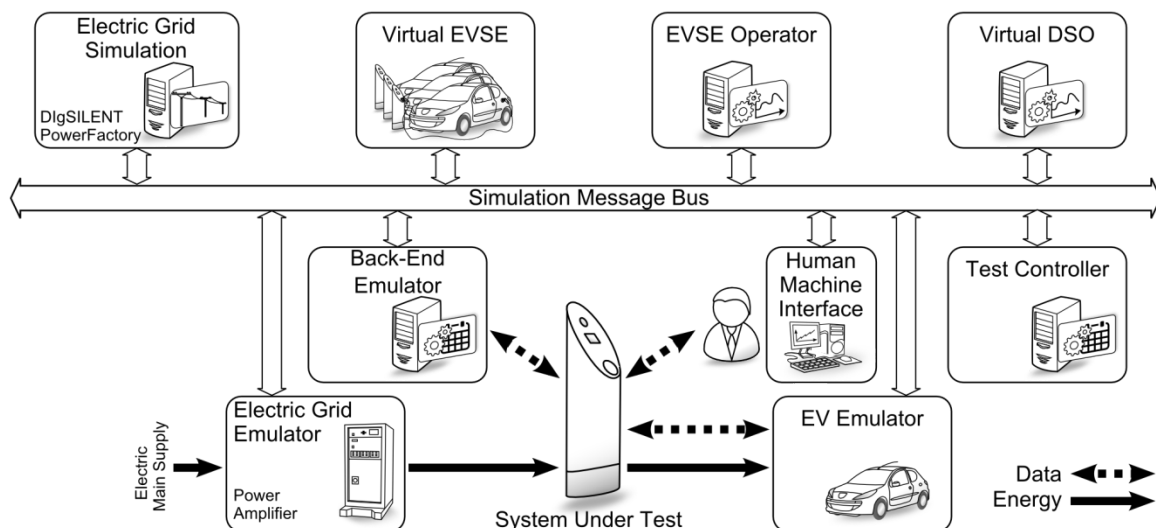 Electric Grid
Simulation
DIgSILENT
PowerFactory
Virtual EVSE
EVSE Operator
Virtual DSO
Simulation Message Bus
Back-End
Emulator
Human
Machine
Interface
Test Controller
Electric
Main Supply
Electric Grid
Emulator
Power
Amplifier
System Under Test
EV Emulator
Data
Energy